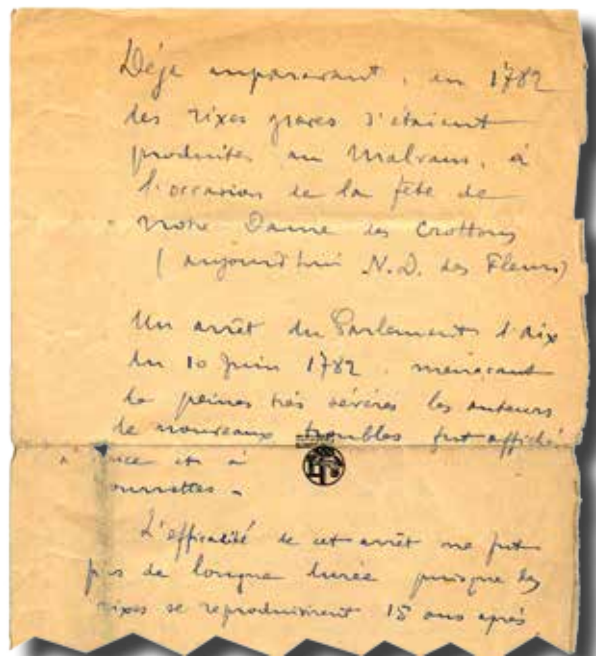 Déjà auparavant, en 1782
des rixes graves s'étaient
produites au Malvans, à
l'occasion de la fête de
Notre Dame des Crottons
(aujourd'hui N.D. des Fleurs)
Un arrêt du Parlement d'Aix
du 10 Juin 1782 menaçant
de peines très sévères les auteurs
de nouveaux troubles fut affiché
à Vence et à
ourrettes.
L'efficacité de cet arrêt ne fut
pas de longue durée puisque des
rixes se reproduisirent 15 ans après